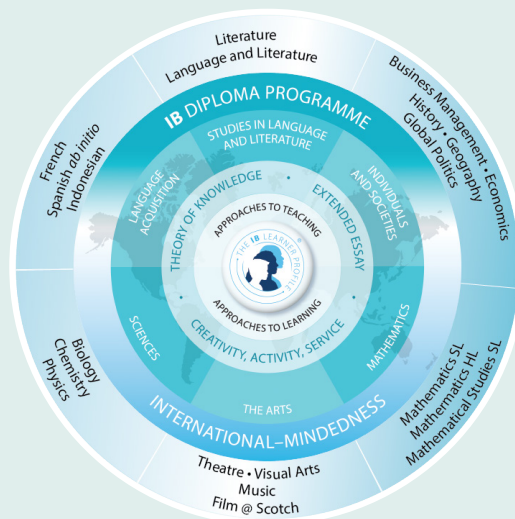 Literature
Language and Literature
Business Management • Economics
History • Geography
Global Politics
French
Spanish ab initio
Indonesian
IB DIPLOMA PROGRAMME
STUDIES IN LANGUAGE
AND LITERATURE
LANGUAGE
ACQUISITION
INDIVIDUALS
AND SOCIETIES
THEORY OF KNOWLEDGE
•
EXTENDED ESSAY
APPROACHES TO TEACHING
THE IB LEARNER PROFILE
®
APPROACHES TO LEARNING
•
CREATIVITY, ACTIVITY, SERVICE
•
SCIENCES
MATHEMATICS
THE ARTS
INTERNATIONAL–MINDEDNESS
Biology
Chemistry
Physics
Mathematics SL
Mathermatics HL
Mathematical Studies SL
Theatre • Visual Arts
Music
Film @ Scotch